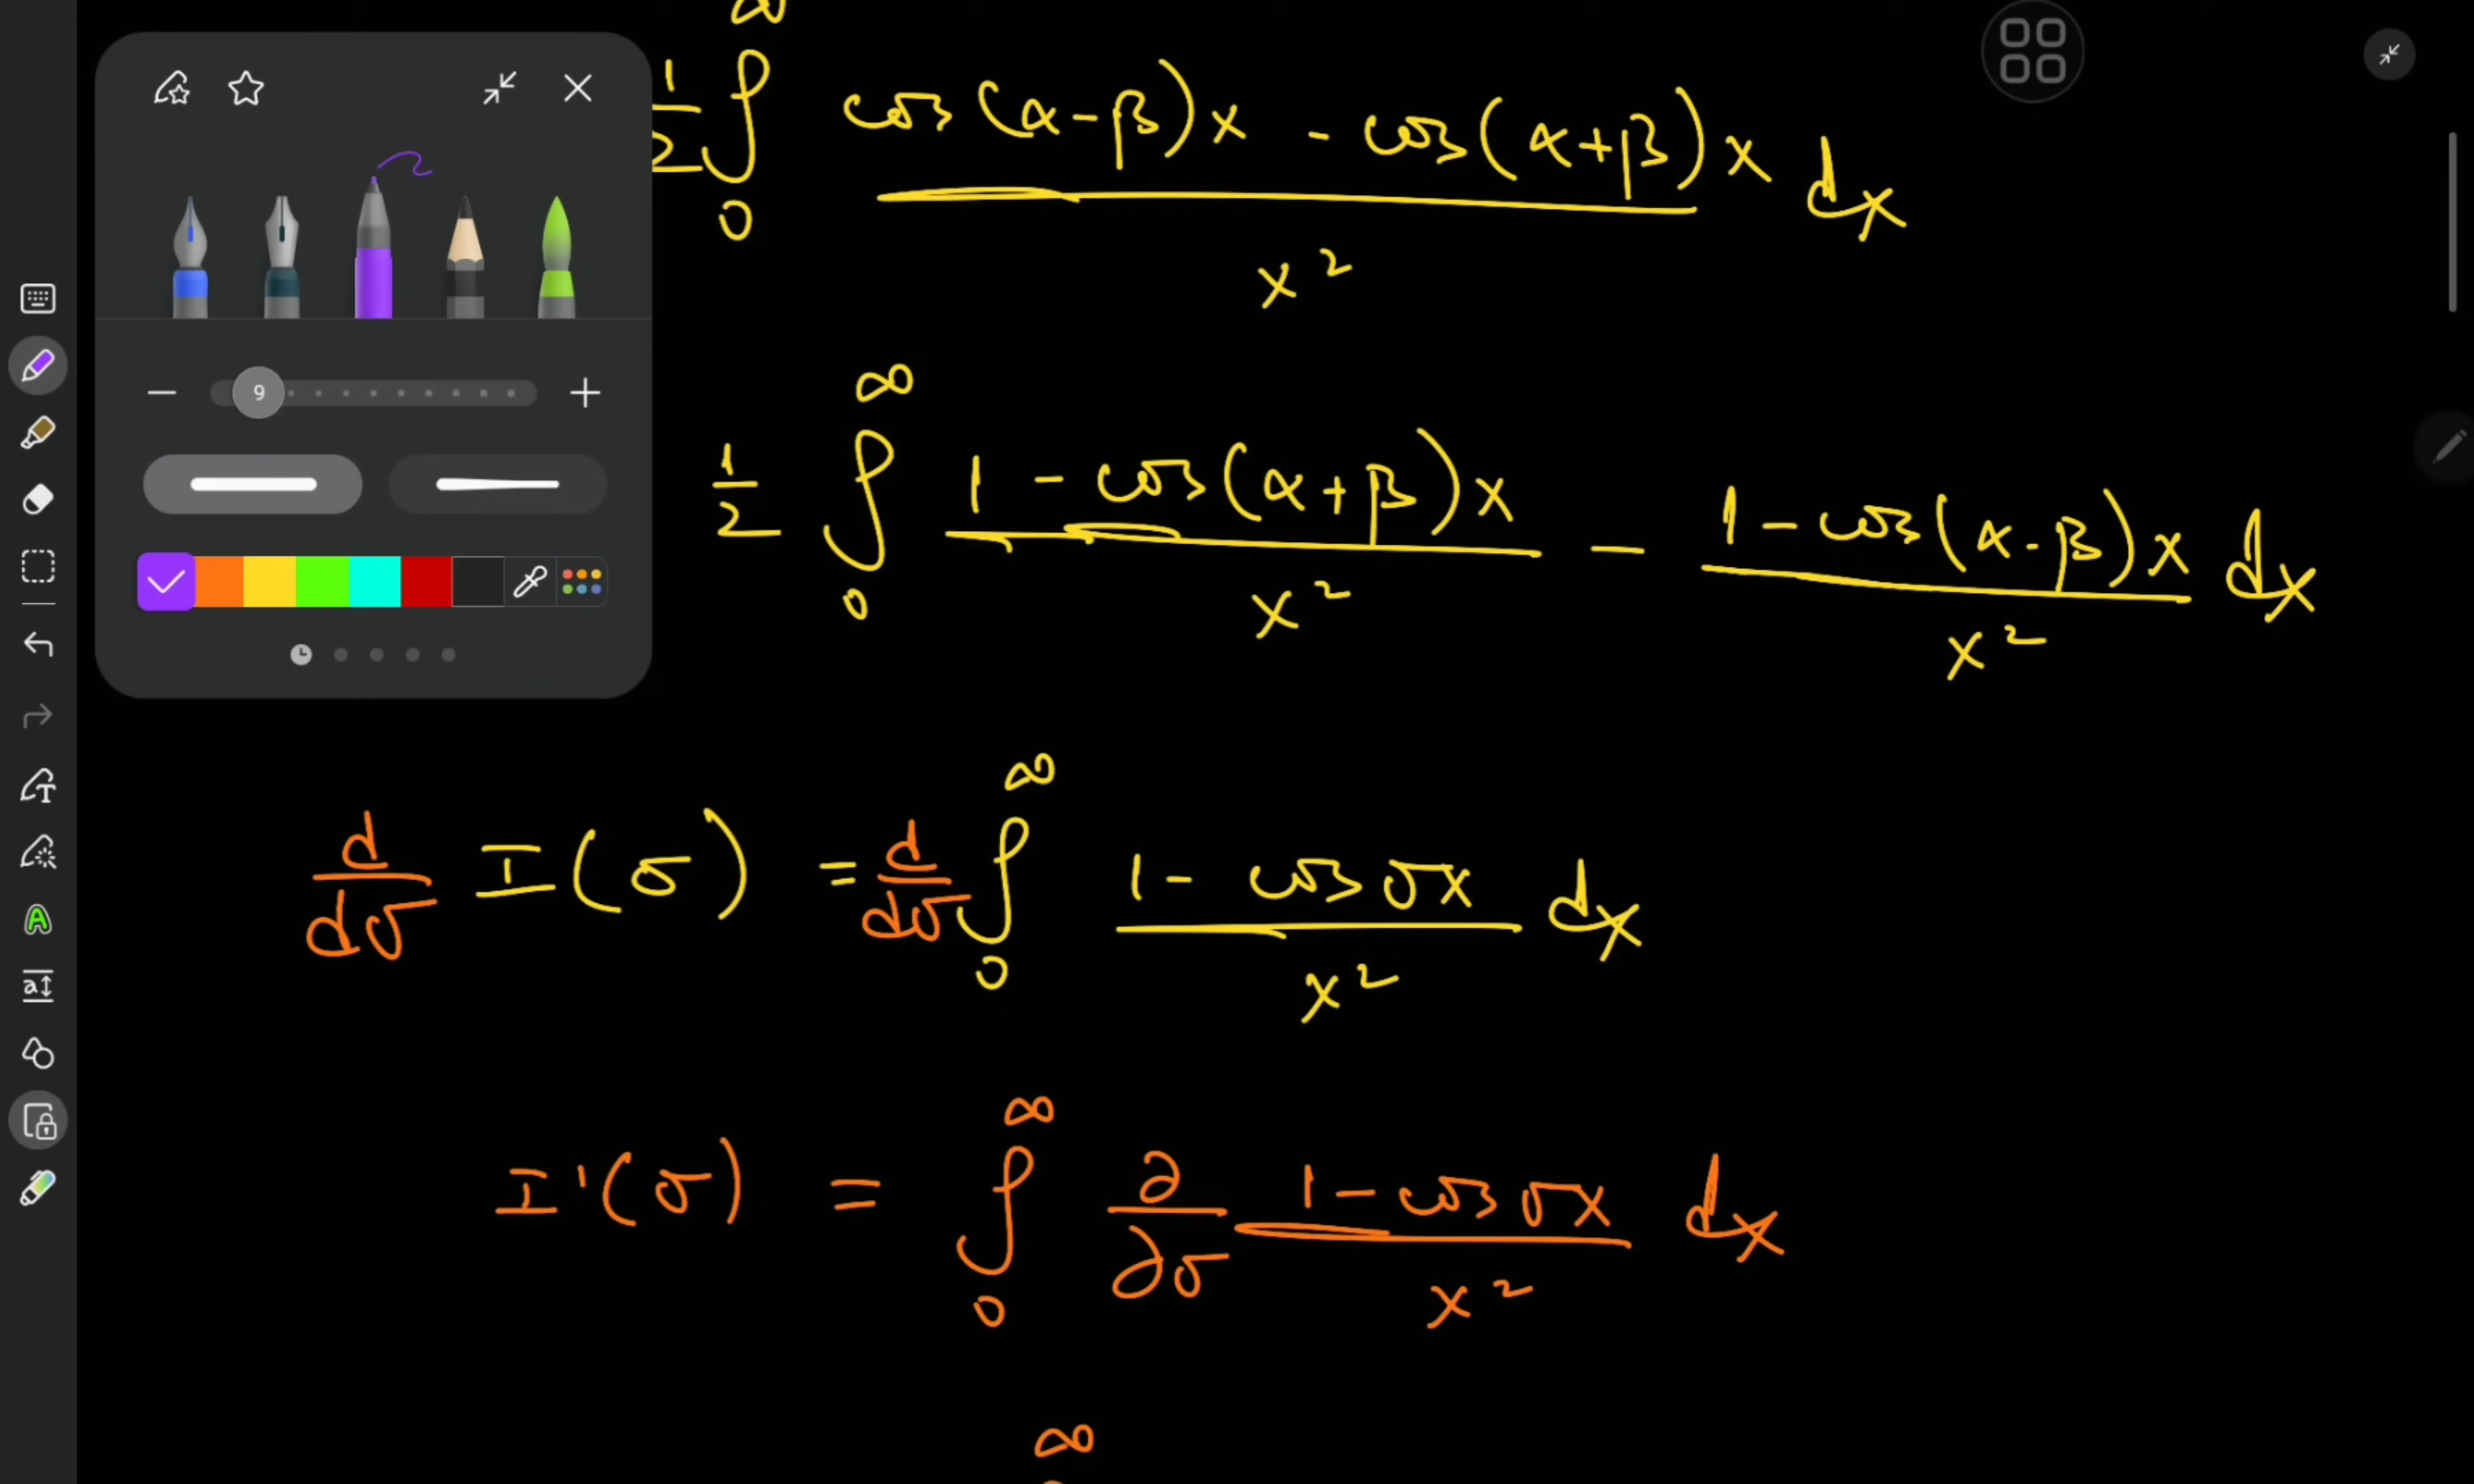 ∞
1/2 ∫₀ cos(α-β)x - cos(α+β)x / x² dx
1/2 ∫₀^∞ 1 - cos(α+β)x / x² - 1 - cos(α-β)x / x² dx
d/dσ I(σ) = d/dσ ∫₀^∞ 1 - cos σx / x² dx
I'(σ) = ∫₀^∞ ∂/∂σ 1 - cos σx / x² dx
∞
9
T
A
a